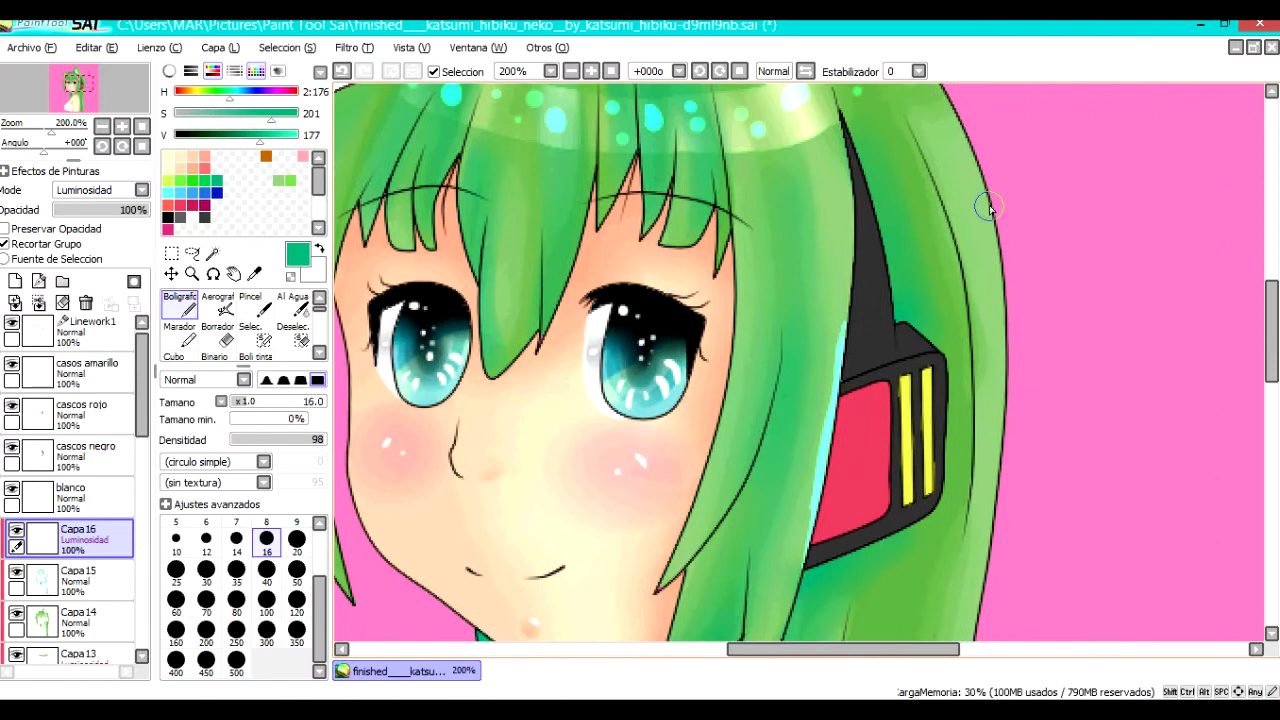 PaintTool SAI C:\Users\MAR\Pictures\Paint Tool Sai\finished____katsumi_hibiku_neko__by_katsumi_hibiku-d9ml9nb.sai (*)
Archivo (F) Editar (E) Lienzo (C) Capa (L) Seleccion (S) Filtro (T) Vista (V) Ventana (W) Otros (O)
Seleccion 200% +000o Normal Estabilizador 0
H 2:176
S 201
V 177
Zoom 200.0%
Angulo +000°
Efectos de Pinturas
Mode Luminosidad
Opacidad 100%
Preservar Opacidad
Recortar Grupo
Fuente de Seleccion
Linework1
Normal
100%
casos amarillo
Normal
100%
cascos rojo
Normal
100%
cascos negro
Normal
100%
blanco
Normal
100%
Capa16
Luminosidad
100%
Capa15
Normal
100%
Capa14
Normal
100%
Capa13
Luminosidad
Boligrafc Aerograf Pincel Al Agua
Marador Borrador Selec. Deselec.
Cubo Binario Boli tinta
Normal
Tamano x 1.0 16.0
Tamano min. 0%
Densitidad 98
(circulo simple) 0
(sin textura) 95
Ajustes avanzados
5 6 7 8 9
10 12 14 16 20
25 30 35 40 50
60 70 80 100 120
160 200 250 300 350
400 450 500
finished____katsu... 200%
CargaMemoria: 30% (100MB usados / 790MB reservados) Shift Ctrl Alt SPC Any